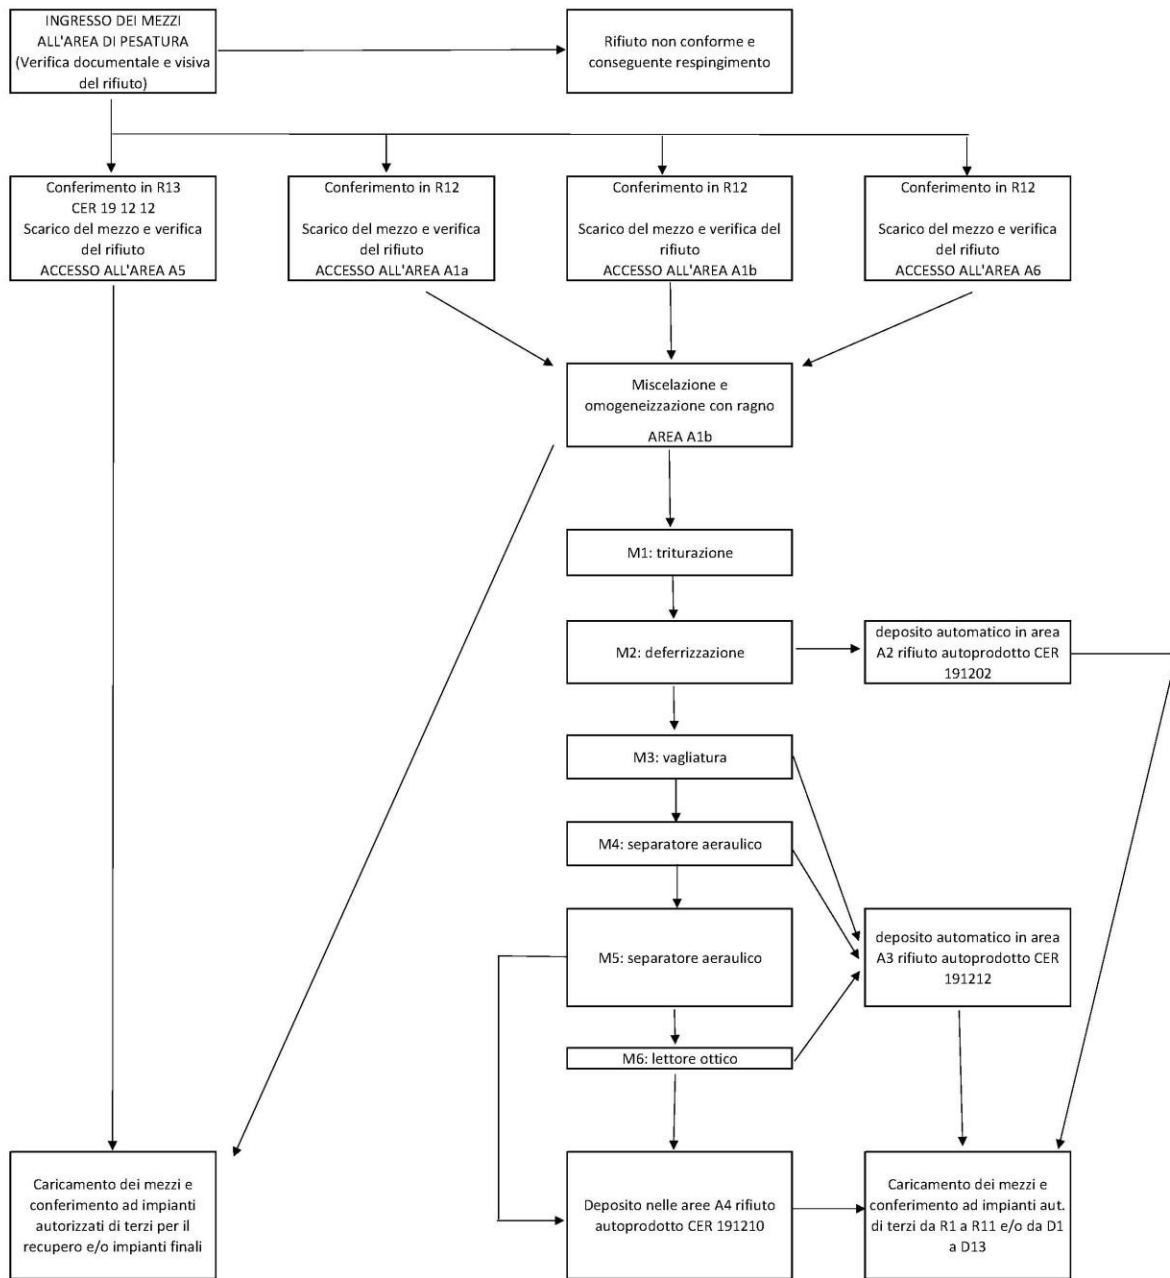 INGRESSO DEI MEZZI
ALL'AREA DI PESATURA
(Verifica documentale e visiva
del rifiuto)
Rifiuto non conforme e
conseguente respingimento
Conferimento in R13
CER 19 12 12
Scarico del mezzo e verifica
del rifiuto
ACCESSO ALL'AREA A5
Conferimento in R12
Scarico del mezzo e verifica
del rifiuto
ACCESSO ALL'AREA A1a
Conferimento in R12
Scarico del mezzo e verifica del
rifiuto
ACCESSO ALL'AREA A1b
Conferimento in R12
Scarico del mezzo e verifica
del rifiuto
ACCESSO ALL'AREA A6
Miscelazione e
omogeneizzazione con ragno
AREA A1b
M1: triturazione
M2: deferrizzazione
deposito automatico in area
A2 rifiuto autoprodotto CER
191202
M3: vagliatura
M4: separatore aeraulico
M5: separatore aeraulico
deposito automatico in area
A3 rifiuto autoprodotto CER
191212
M6: lettore ottico
Caricamento dei mezzi e
conferimento ad impianti
autorizzati di terzi per il
recupero e/o impianti finali
Deposito nelle aree A4 rifiuto
autoprodotto CER 191210
Caricamento dei mezzi e
conferimento ad impianti aut.
di terzi da R1 a R11 e/o da D1
a D13